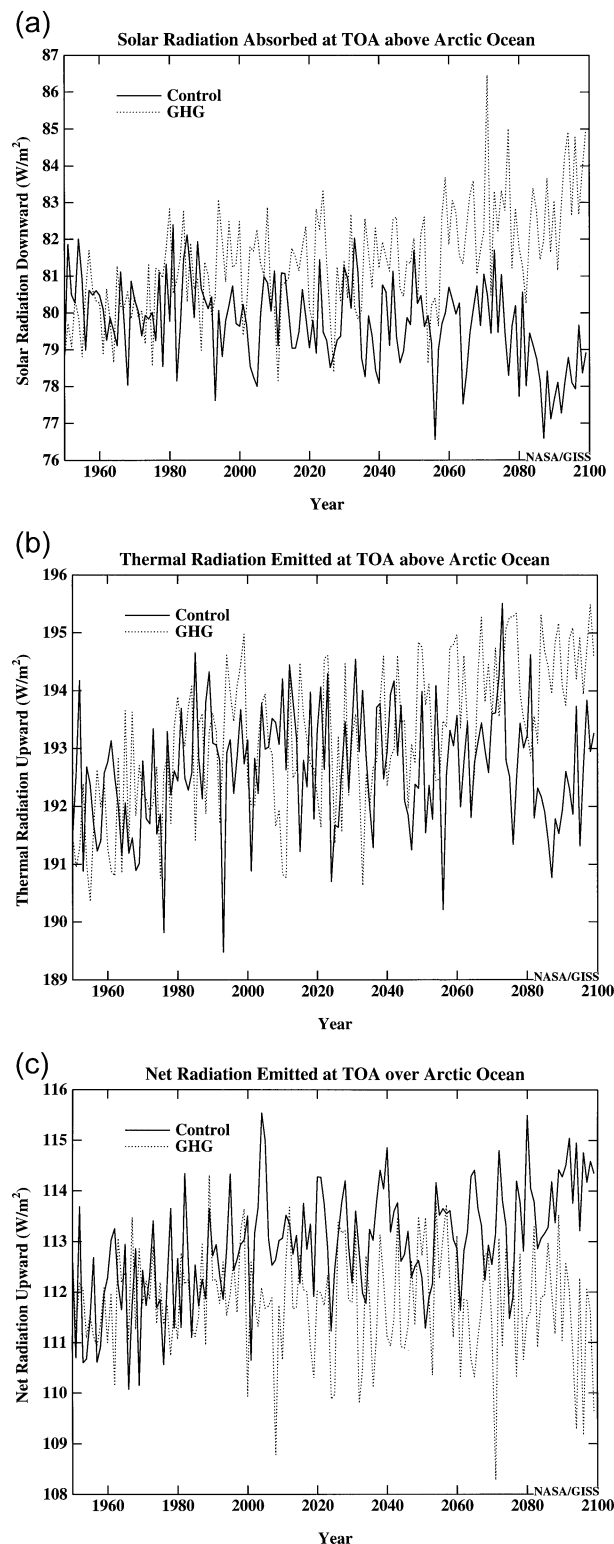 (a)
Solar Radiation Absorbed at TOA above Arctic Ocean
87
86
85
84
83
82
81
80
79
78
77
76
Solar Radiation Downward (W/m²)
Control
GHG
NASA/GISS
1960 1980 2000 2020 2040 2060 2080 2100
Year
(b)
Thermal Radiation Emitted at TOA above Arctic Ocean
196
195
194
193
192
191
190
189
Thermal Radiation Upward (W/m²)
Control
GHG
NASA/GISS
1960 1980 2000 2020 2040 2060 2080 2100
Year
(c)
Net Radiation Emitted at TOA over Arctic Ocean
116
115
114
113
112
111
110
109
108
Net Radiation Upward (W/m²)
Control
GHG
NASA/GISS
1960 1980 2000 2020 2040 2060 2080 2100
Year